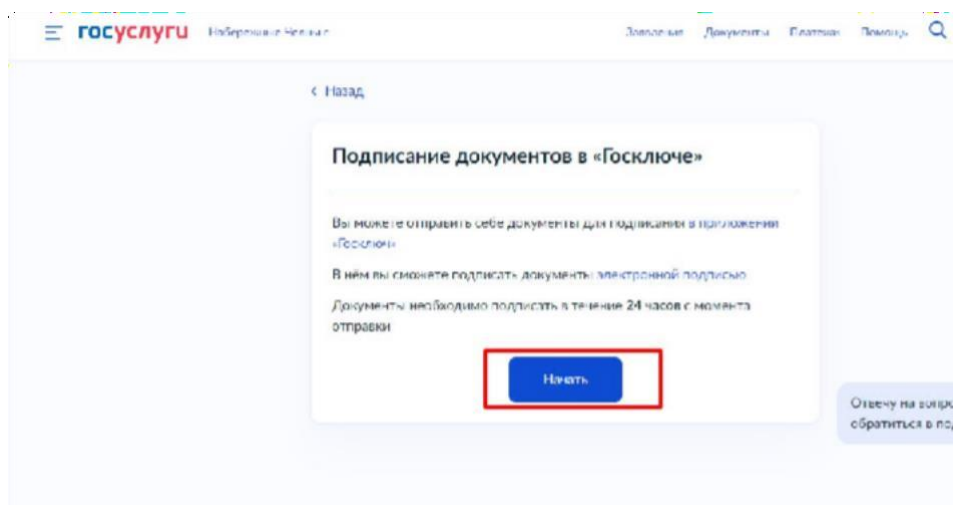 госуслуги Набережные Челны Заявления Документы Платежи Помощь
Назад
Подписание документов в «Госключе»
Вы можете отправить себе документы для подписания в приложении
«Госключ»
В нём вы сможете подписать документы электронной подписью
Документы необходимо подписать в течение 24 часов с момента
отправки
Начать
Отвечу на вопро
обратиться в по